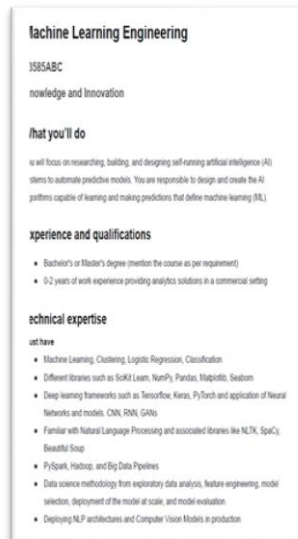 Machine Learning Engineering
3585ABC
nowledge and Innovation
hat you'll do
u will focus on researching, building, and designing self-running artificial intelligence (AI)
stems to automate predictive models. You are responsible to design and create the AI
gorithms capable of learning and making predictions that define machine learning (ML).
xperience and qualifications
Bachelor's or Master's degree (mention the course as per requirement)
0-2 years of work experience providing analytics solutions in a commercial setting
echnical expertise
ust have
Machine Learning, Clustering, Logistic Regression, Classification
Different libraries such as SciKit Learn, NumPy, Pandas, Matplotlib, Seaborn
Deep learning frameworks such as Tensorflow, Keras, PyTorch and application of Neural
Networks and models. CNN, RNN, GANs
Familiar with Natural Language Processing and associated libraries like NLTK, SpaCy,
Beautiful Soup
PySpark, Hadoop, and Big Data Pipelines
Data science methodology from exploratory data analysis, feature engineering, model
selection, deployment of the model at scale, and model evaluation
Deploying NLP architectures and Computer Vision Models in production